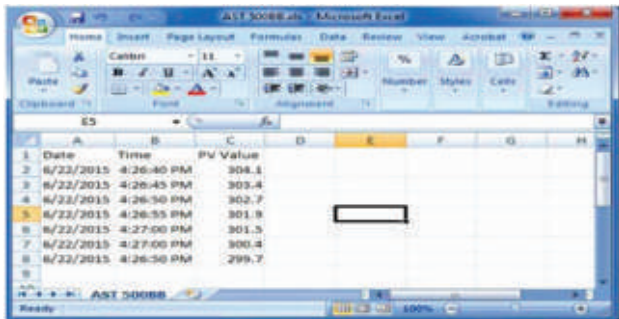 AST 500BB.xls - Microsoft Excel
Home Insert Page Layout Formulas Data Review View Acrobat
Calibri 11
Paste Number Styles Cells
Clipboard Font Alignment Editing
E5 fx
A B C D E F G H
1 Date Time PV Value
2 6/22/2015 4:26:40 PM 304.1
3 6/22/2015 4:26:45 PM 303.4
4 6/22/2015 4:26:50 PM 302.7
5 6/22/2015 4:26:55 PM 301.9
6 6/22/2015 4:27:00 PM 301.5
7 6/22/2015 4:27:00 PM 300.4
8 6/22/2015 4:26:50 PM 299.7
9
AST 500BB
Ready 100%